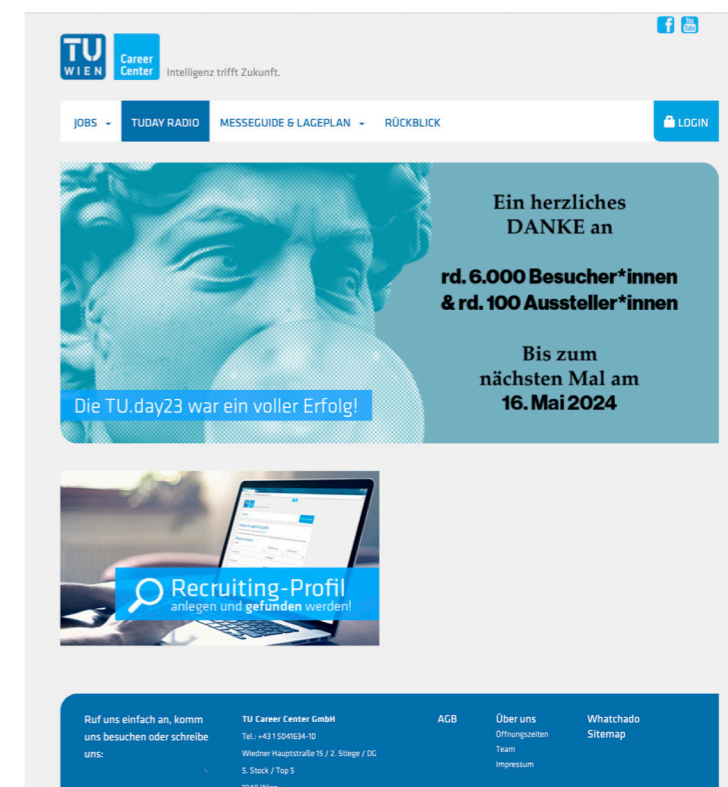 TU
WIEN
Career
Center
Intelligenz trifft Zukunft.
JOBS
TUDAY RADIO
MESSEGUIDE & LAGEPLAN
RÜCKBLICK
LOGIN
Ein herzliches
DANKE an
rd. 6.000 Besucher*innen
& rd. 100 Aussteller*innen
Bis zum
nächsten Mal am
16. Mai 2024
Die TU.day23 war ein voller Erfolg!
Recruiting-Profil
anlegen und gefunden werden!
Ruf uns einfach an, komm
uns besuchen oder schreibe
uns:
TU Career Center GmbH
Tel.: +43 1 5041634-10
Wiedner Hauptstraße 15 / 2. Stiege / DG
5. Stock / Top 5
1040 Wien
AGB
Über uns
Öffnungszeiten
Team
Impressum
Whatchado
Sitemap